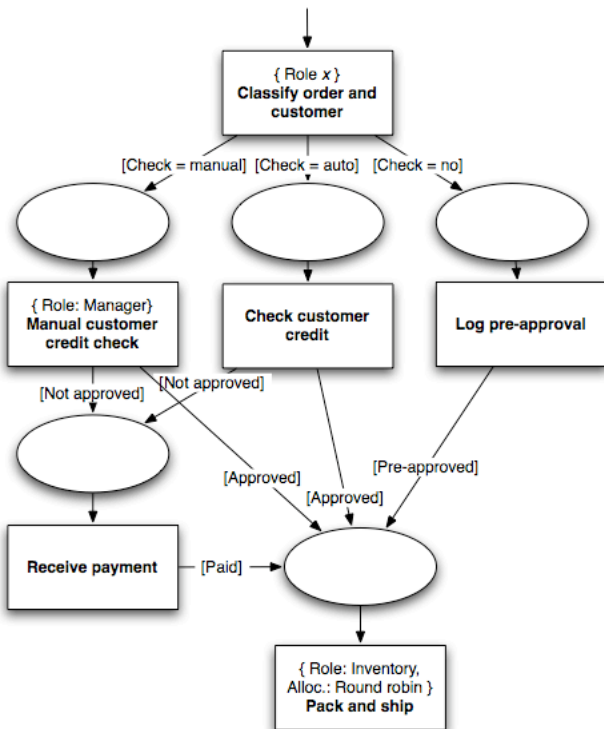 { Role x }
Classify order and
customer
[Check = manual]
[Check = auto]
[Check = no]
{ Role: Manager}
Manual customer
credit check
Check customer
credit
Log pre-approval
[Not approved]
[Not approved]
[Approved]
[Approved]
[Pre-approved]
Receive payment
[Paid]
{ Role: Inventory,
Alloc.: Round robin }
Pack and ship